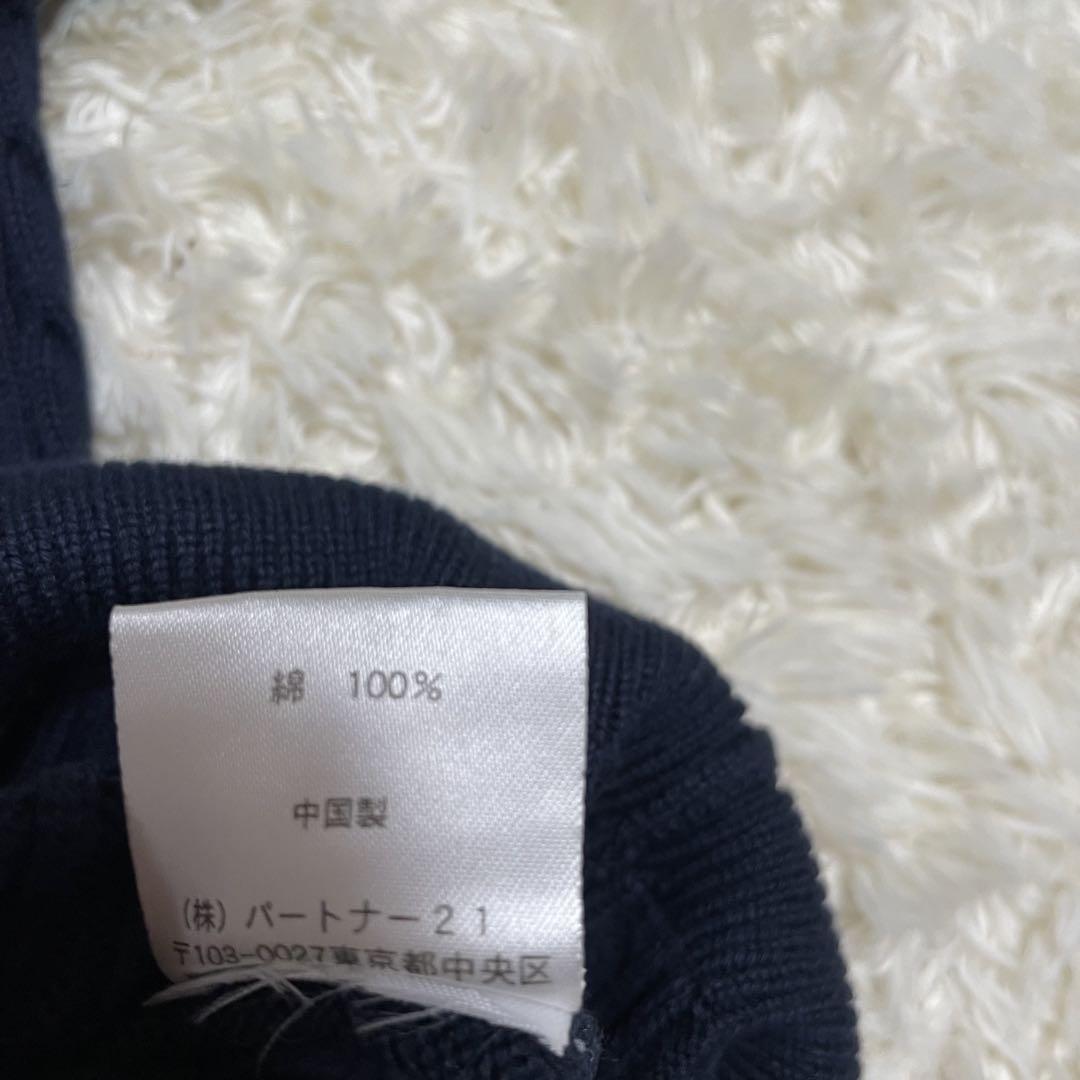 綿 100%
中国製
(株) パートナー21
〒103-0027東京都中央区